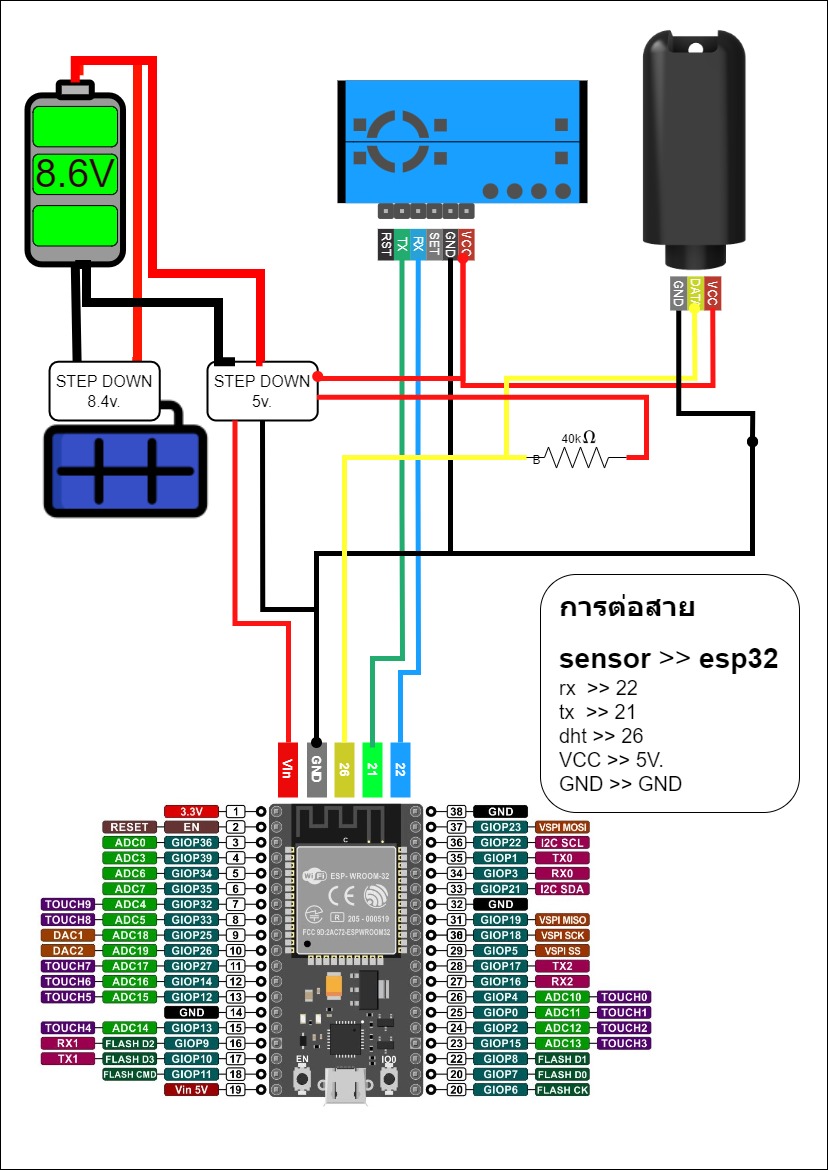 8.6V
RST
TX
RX
SET
GND
VCC
GND
DATA
VCC
STEP DOWN
8.4v.
STEP DOWN
5v.
40kΩ
B
การต่อสาย
sensor >> esp32
rx >> 22
tx >> 21
dht >> 26
VCC >> 5V.
GND >> GND
Vin
GND
26
21
22
3.3V 1
RESET EN 2
ADC0 GIOP36 3
ADC3 GIOP39 4
ADC6 GIOP34 5
ADC7 GIOP35 6
TOUCH9 ADC4 GIOP32 7
TOUCH8 ADC5 GIOP33 8
DAC1 ADC18 GIOP25 9
DAC2 ADC19 GIOP26 10
TOUCH7 ADC17 GIOP27 11
TOUCH6 ADC16 GIOP14 12
TOUCH5 ADC15 GIOP12 13
GND 14
TOUCH4 ADC14 GIOP13 15
RX1 FLASH D2 GIOP9 16
TX1 FLASH D3 GIOP10 17
FLASH CMD GIOP11 18
Vin 5V 19
C
WiFi ESP-WROOM-32
CE
R 205-000519
FCC 9D:2AC72-ESPWROOM32
EN
IO0
38 GND
37 GIOP23 VSPI MOSI
36 GIOP22 I2C SCL
35 GIOP1 TX0
34 GIOP3 RX0
33 GIOP21 I2C SDA
32 GND
31 GIOP19 VSPI MISO
30 GIOP18 VSPI SCK
29 GIOP5 VSPI SS
28 GIOP17 TX2
27 GIOP16 RX2
26 GIOP4 ADC10 TOUCH0
25 GIOP0 ADC11 TOUCH1
24 GIOP2 ADC12 TOUCH2
23 GIOP15 ADC13 TOUCH3
22 GIOP8 FLASH D1
20 GIOP7 FLASH D0
20 GIOP6 FLASH CK